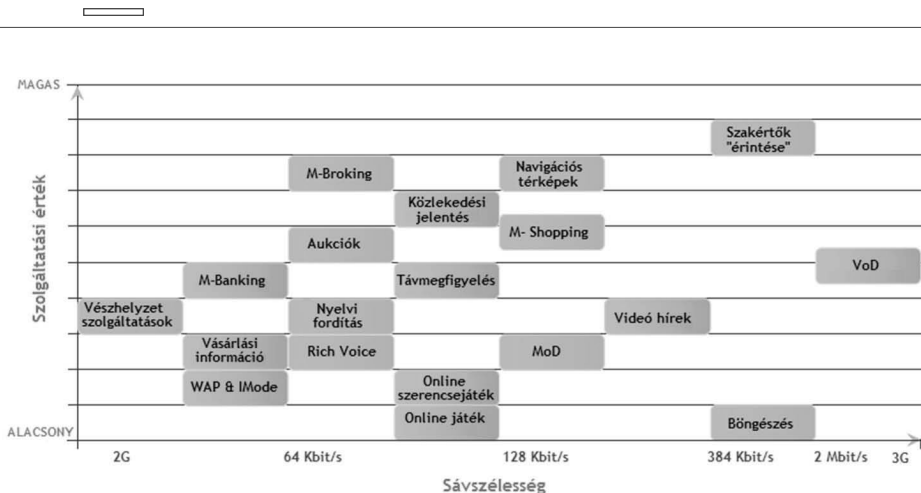 MAGAS
Szolgáltatási érték
Szakértők
"érintése"
M-Broking
Navigációs
térképek
Közlekedési
jelentés
Aukciók
M- Shopping
VoD
M-Banking
Távmegfigyelés
Vészhelyzet
szolgáltatások
Nyelvi
fordítás
Videó hírek
Vásárlási
információ
Rich Voice
MoD
WAP & IMode
Online
szerencsejáték
Online játék
Böngészés
ALACSONY
2G
64 Kbit/s
128 Kbit/s
384 Kbit/s
2 Mbit/s
3G
Sávszélesség